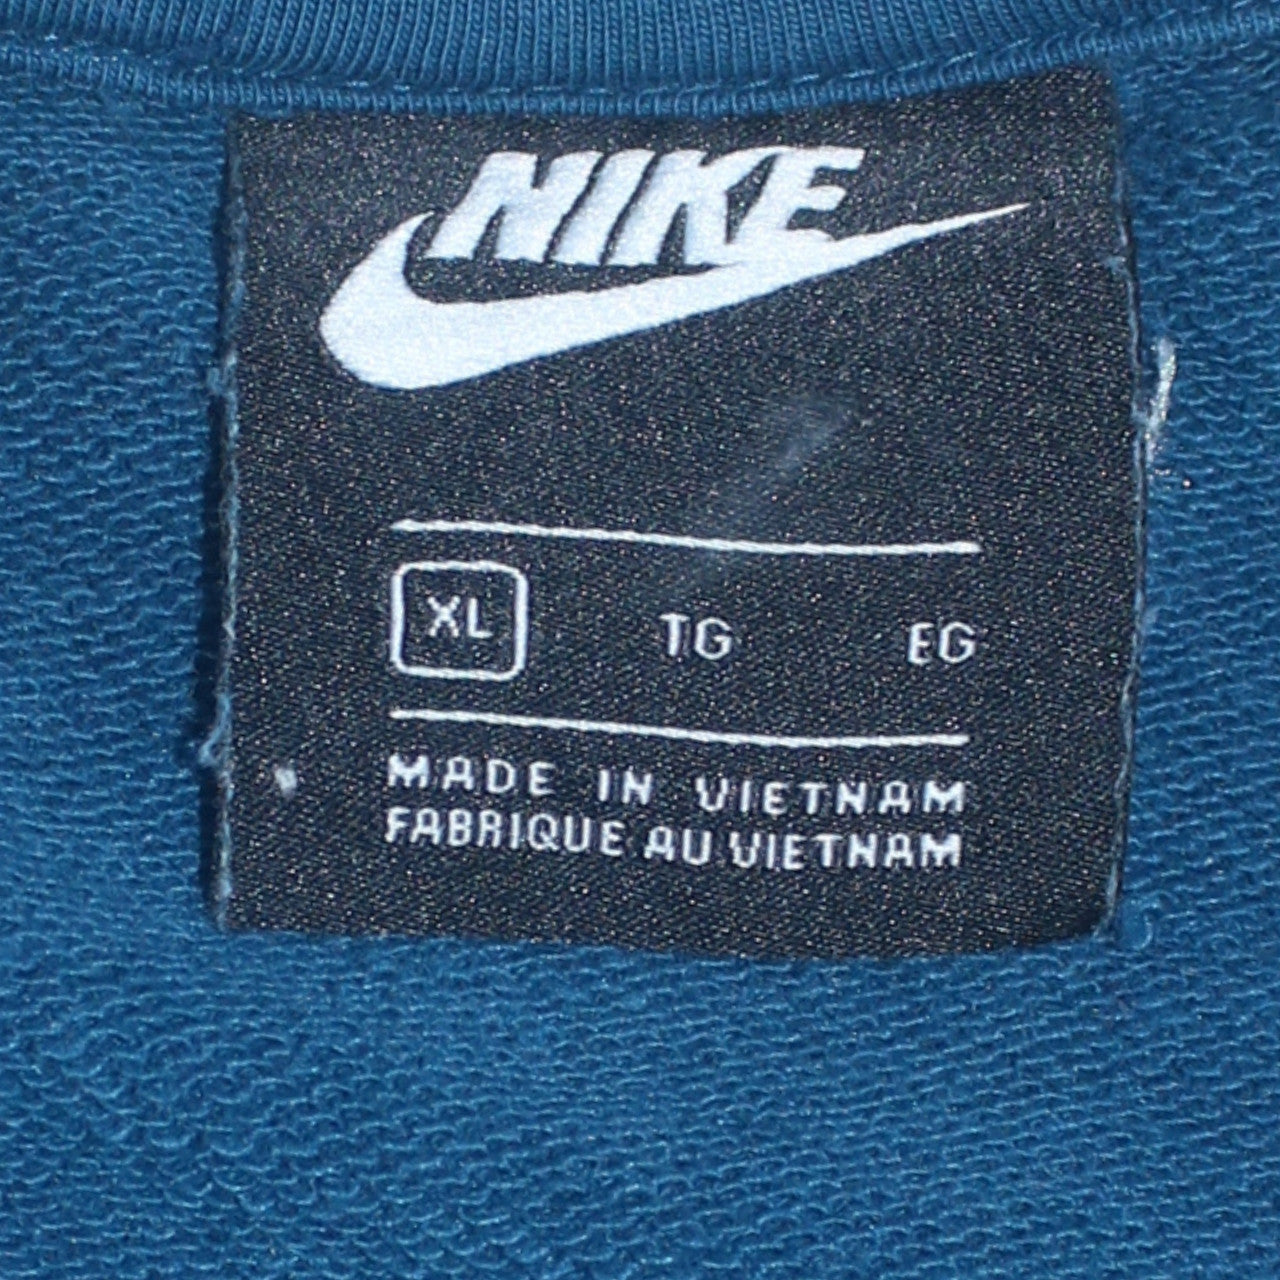 NIKE
XL TG EG
MADE IN VIETNAM
FABRIQUE AU VIETNAM